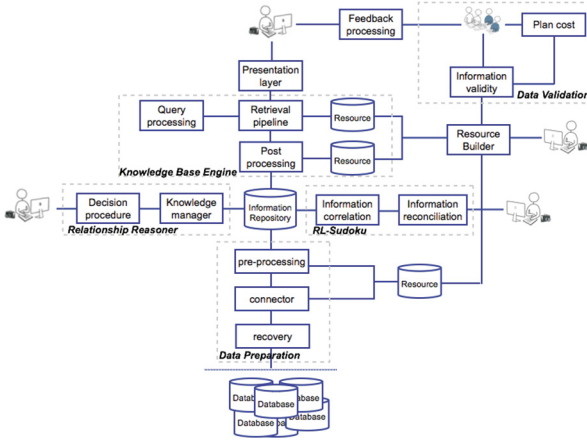 Feedback
processing
Plan cost
Presentation
layer
Information
validity
Data Validation
Query
processing
Retrieval
pipeline
Resource
Resource
Builder
Post
processing
Resource
Knowledge Base Engine
Decision
procedure
Knowledge
manager
Relationship Reasoner
Information
Repository
Information
correlation
Information
reconciliation
RL-Sudoku
pre-processing
connector
Resource
recovery
Data Preparation
Database
Database
Database